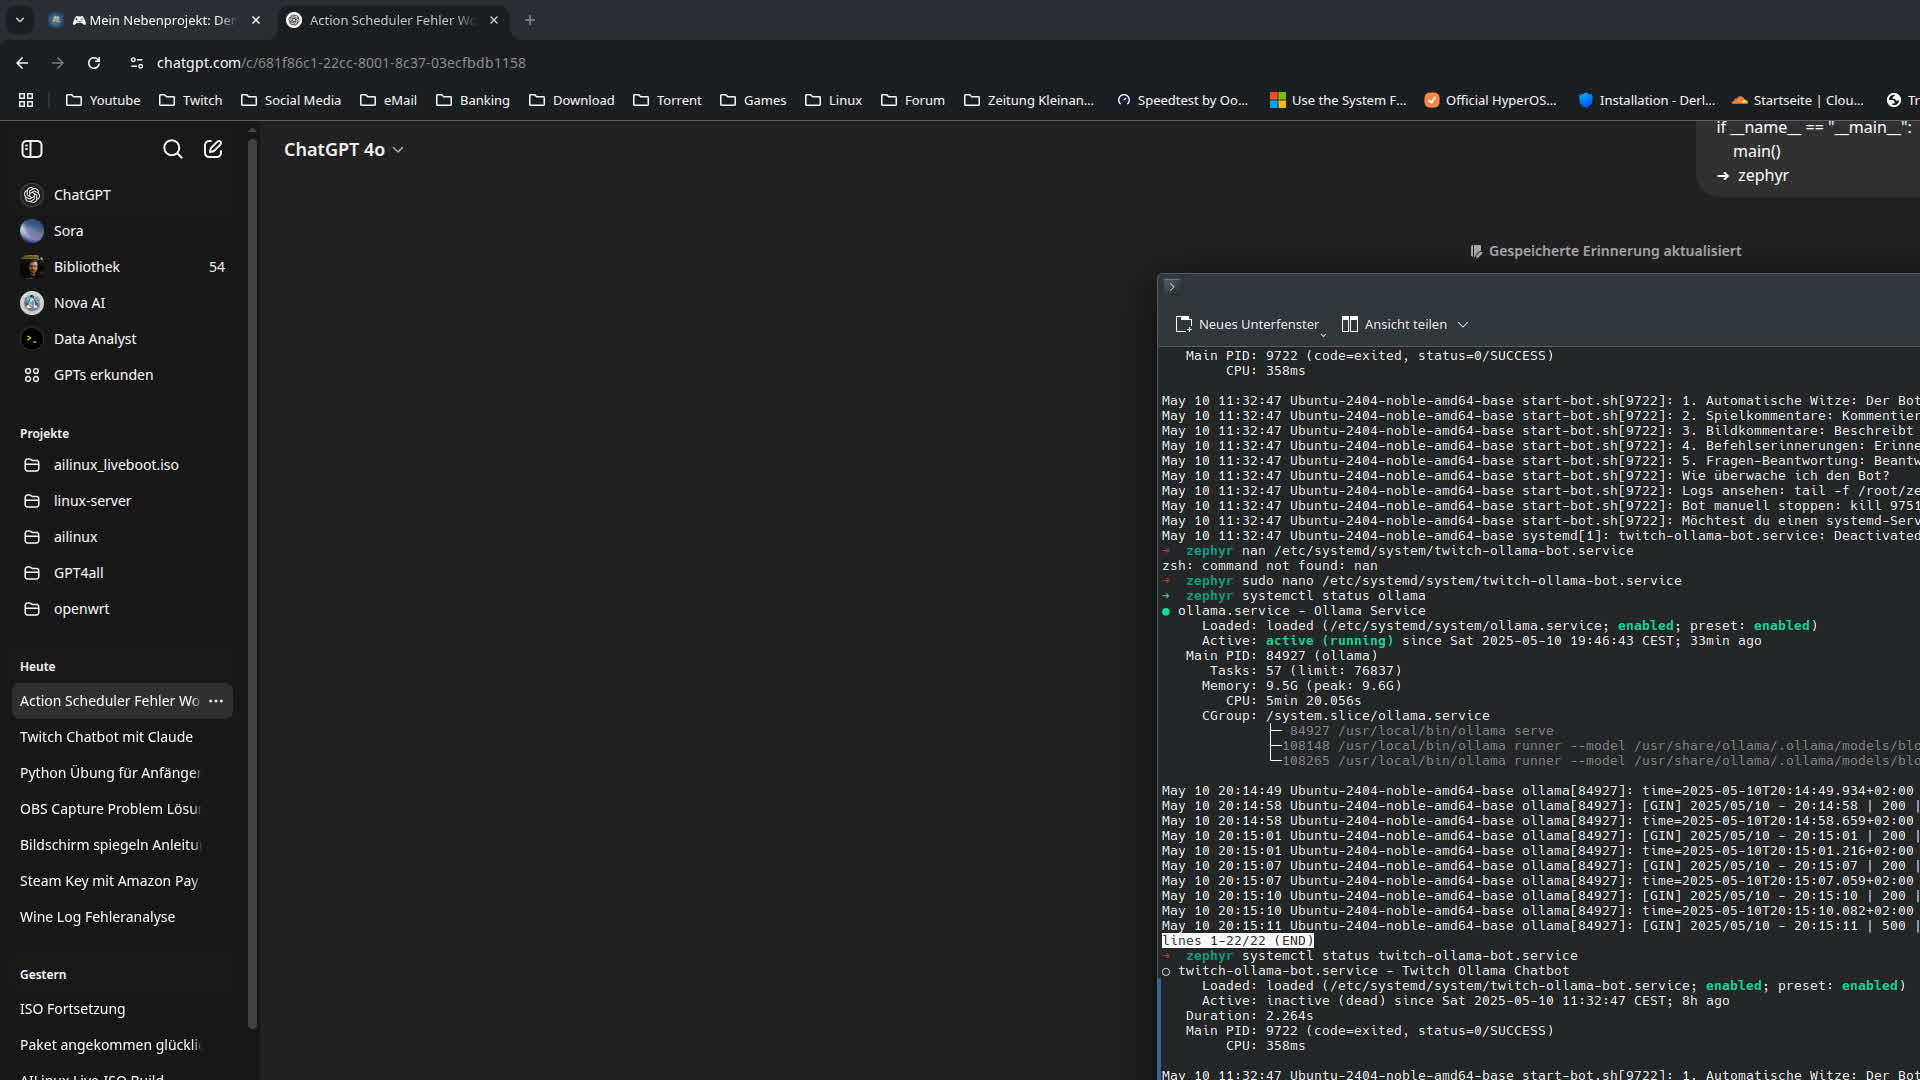 🎮 Mein Nebenprojekt: Der
Action Scheduler Fehler Wo
chatgpt.com/c/681f86c1-22cc-8001-8c37-03ecfbdb1158
Youtube
Twitch
Social Media
eMail
Banking
Download
Torrent
Games
Linux
Forum
Zeitung Kleinan...
Speedtest by Oo...
Use the System F...
Official HyperOS...
Installation - Derl...
Startseite | Clou...
Tr
ChatGPT 4o
if __name__ == "__main__":
main()
➜ zephyr
Gespeicherte Erinnerung aktualisiert
ChatGPT
Sora
Bibliothek 54
Nova AI
Data Analyst
GPTs erkunden
Projekte
ailinux_liveboot.iso
linux-server
ailinux
GPT4all
openwrt
Heute
Action Scheduler Fehler Wo ...
Twitch Chatbot mit Claude
Python Übung für Anfänger
OBS Capture Problem Lösu
Bildschirm spiegeln Anleitu
Steam Key mit Amazon Pay
Wine Log Fehleranalyse
Gestern
ISO Fortsetzung
Paket angekommen glückli
AILinux Live ISO Build
Neues Unterfenster
Ansicht teilen
Main PID: 9722 (code=exited, status=0/SUCCESS)
CPU: 358ms
May 10 11:32:47 Ubuntu-2404-noble-amd64-base start-bot.sh[9722]: 1. Automatische Witze: Der Bot
May 10 11:32:47 Ubuntu-2404-noble-amd64-base start-bot.sh[9722]: 2. Spielkommentare: Kommentier
May 10 11:32:47 Ubuntu-2404-noble-amd64-base start-bot.sh[9722]: 3. Bildkommentare: Beschreibt
May 10 11:32:47 Ubuntu-2404-noble-amd64-base start-bot.sh[9722]: 4. Befehlserinnerungen: Erinne
May 10 11:32:47 Ubuntu-2404-noble-amd64-base start-bot.sh[9722]: 5. Fragen-Beantwortung: Beantw
May 10 11:32:47 Ubuntu-2404-noble-amd64-base start-bot.sh[9722]: Wie überwache ich den Bot?
May 10 11:32:47 Ubuntu-2404-noble-amd64-base start-bot.sh[9722]: Logs ansehen: tail -f /root/ze
May 10 11:32:47 Ubuntu-2404-noble-amd64-base start-bot.sh[9722]: Bot manuell stoppen: kill 9751
May 10 11:32:47 Ubuntu-2404-noble-amd64-base start-bot.sh[9722]: Möchtest du einen systemd-Serv
May 10 11:32:47 Ubuntu-2404-noble-amd64-base systemd[1]: twitch-ollama-bot.service: Deactivated
➜ zephyr nan /etc/systemd/system/twitch-ollama-bot.service
zsh: command not found: nan
➜ zephyr sudo nano /etc/systemd/system/twitch-ollama-bot.service
➜ zephyr systemctl status ollama
● ollama.service - Ollama Service
Loaded: loaded (/etc/systemd/system/ollama.service; enabled; preset: enabled)
Active: active (running) since Sat 2025-05-10 19:46:43 CEST; 33min ago
Main PID: 84927 (ollama)
Tasks: 57 (limit: 76837)
Memory: 9.5G (peak: 9.6G)
CPU: 5min 20.056s
CGroup: /system.slice/ollama.service
├─ 84927 /usr/local/bin/ollama serve
├─108148 /usr/local/bin/ollama runner --model /usr/share/ollama/.ollama/models/blo
└─108265 /usr/local/bin/ollama runner --model /usr/share/ollama/.ollama/models/blo
May 10 20:14:49 Ubuntu-2404-noble-amd64-base ollama[84927]: time=2025-05-10T20:14:49.934+02:00
May 10 20:14:58 Ubuntu-2404-noble-amd64-base ollama[84927]: [GIN] 2025/05/10 - 20:14:58 | 200 |
May 10 20:14:58 Ubuntu-2404-noble-amd64-base ollama[84927]: time=2025-05-10T20:14:58.659+02:00
May 10 20:15:01 Ubuntu-2404-noble-amd64-base ollama[84927]: [GIN] 2025/05/10 - 20:15:01 | 200 |
May 10 20:15:01 Ubuntu-2404-noble-amd64-base ollama[84927]: time=2025-05-10T20:15:01.216+02:00
May 10 20:15:07 Ubuntu-2404-noble-amd64-base ollama[84927]: [GIN] 2025/05/10 - 20:15:07 | 200 |
May 10 20:15:07 Ubuntu-2404-noble-amd64-base ollama[84927]: time=2025-05-10T20:15:07.059+02:00
May 10 20:15:10 Ubuntu-2404-noble-amd64-base ollama[84927]: [GIN] 2025/05/10 - 20:15:10 | 200 |
May 10 20:15:10 Ubuntu-2404-noble-amd64-base ollama[84927]: time=2025-05-10T20:15:10.082+02:00
May 10 20:15:11 Ubuntu-2404-noble-amd64-base ollama[84927]: [GIN] 2025/05/10 - 20:15:11 | 500 |
lines 1-22/22 (END)
➜ zephyr systemctl status twitch-ollama-bot.service
○ twitch-ollama-bot.service - Twitch Ollama Chatbot
Loaded: loaded (/etc/systemd/system/twitch-ollama-bot.service; enabled; preset: enabled)
Active: inactive (dead) since Sat 2025-05-10 11:32:47 CEST; 8h ago
Duration: 2.264s
Main PID: 9722 (code=exited, status=0/SUCCESS)
CPU: 358ms
May 10 11:32:47 Ubuntu-2404-noble-amd64-base start-bot.sh[9722]: 1. Automatische Witze: Der Bot